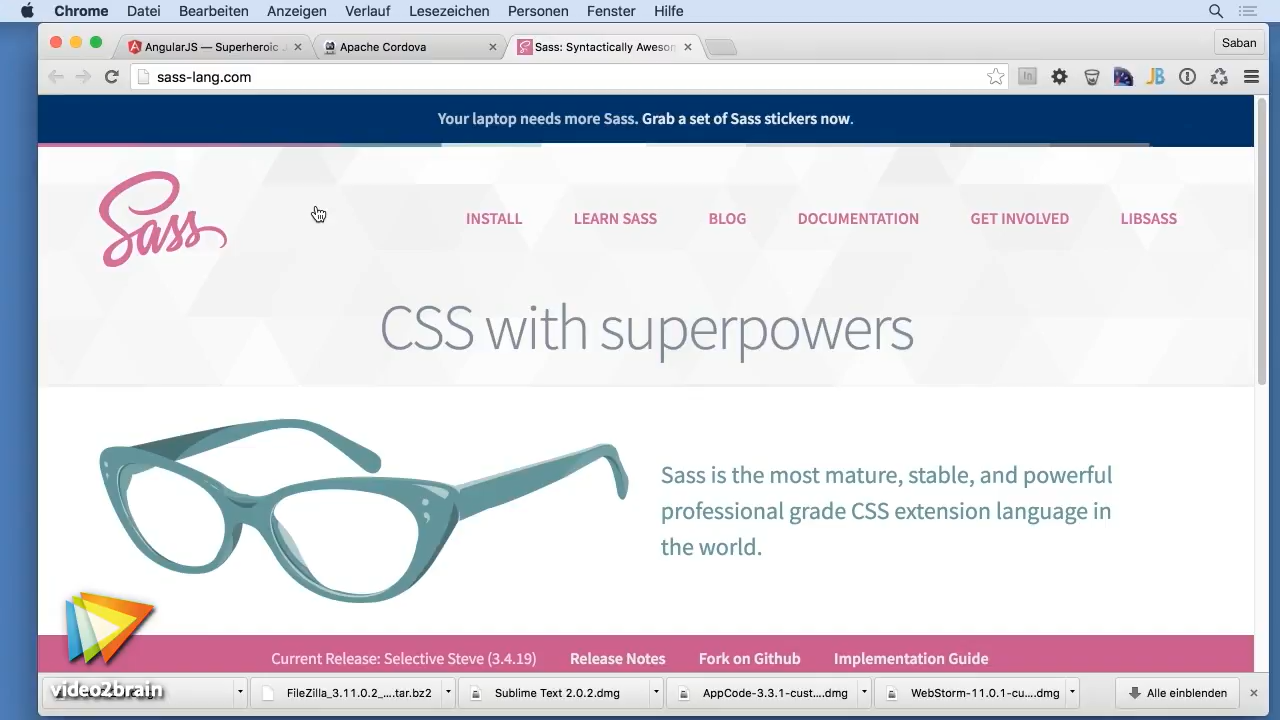 Chrome Datei Bearbeiten Anzeigen Verlauf Lesezeichen Personen Fenster Hilfe
AngularJS — Superheroic J
Apache Cordova
Sass: Syntactically Aweson
Saban
sass-lang.com
Your laptop needs more Sass. Grab a set of Sass stickers now.
Sass
INSTALL LEARN SASS BLOG DOCUMENTATION GET INVOLVED LIBSASS
CSS with superpowers
Sass is the most mature, stable, and powerful
professional grade CSS extension language in
the world.
Current Release: Selective Steve (3.4.19) Release Notes Fork on Github Implementation Guide
video2brain
FileZilla_3.11.0.2_....tar.bz2
Sublime Text 2.0.2.dmg
AppCode-3.3.1-cust....dmg
WebStorm-11.0.1-cu....dmg
Alle einblenden